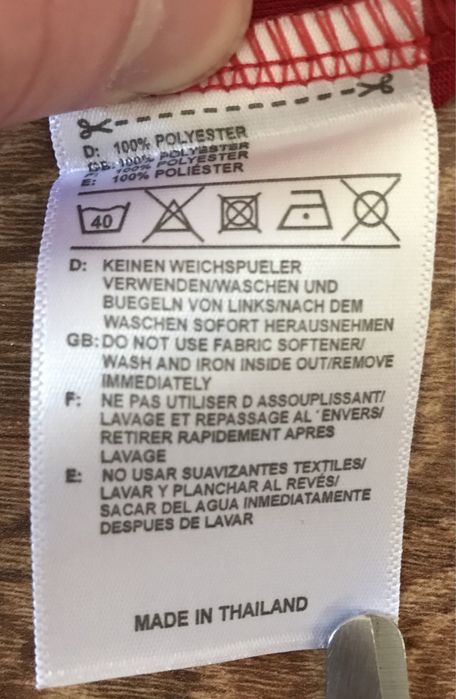 D: 100% POLYESTER
GB: 100% POLYESTER
100% POLYESTER
E: 100% POLIÉSTER
40
D: KEINEN WEICHSPUELER
VERWENDEN/WASCHEN UND
BUEGELN VON LINKS/NACH DEM
WASCHEN SOFORT HERAUSNEHMEN
GB: DO NOT USE FABRIC SOFTENER/
WASH AND IRON INSIDE OUT/REMOVE
IMMEDIATELY
F: NE PAS UTILISER D ASSOUPLISSANT/
LAVAGE ET REPASSAGE AL´ENVERS/
RETIRER RAPIDEMENT APRES
LAVAGE
E: NO USAR SUAVIZANTES TEXTILES/
LAVAR Y PLANCHAR AL REVÉS/
SACAR DEL AGUA INMEDIATAMENTE
DESPUES DE LAVAR
MADE IN THAILAND